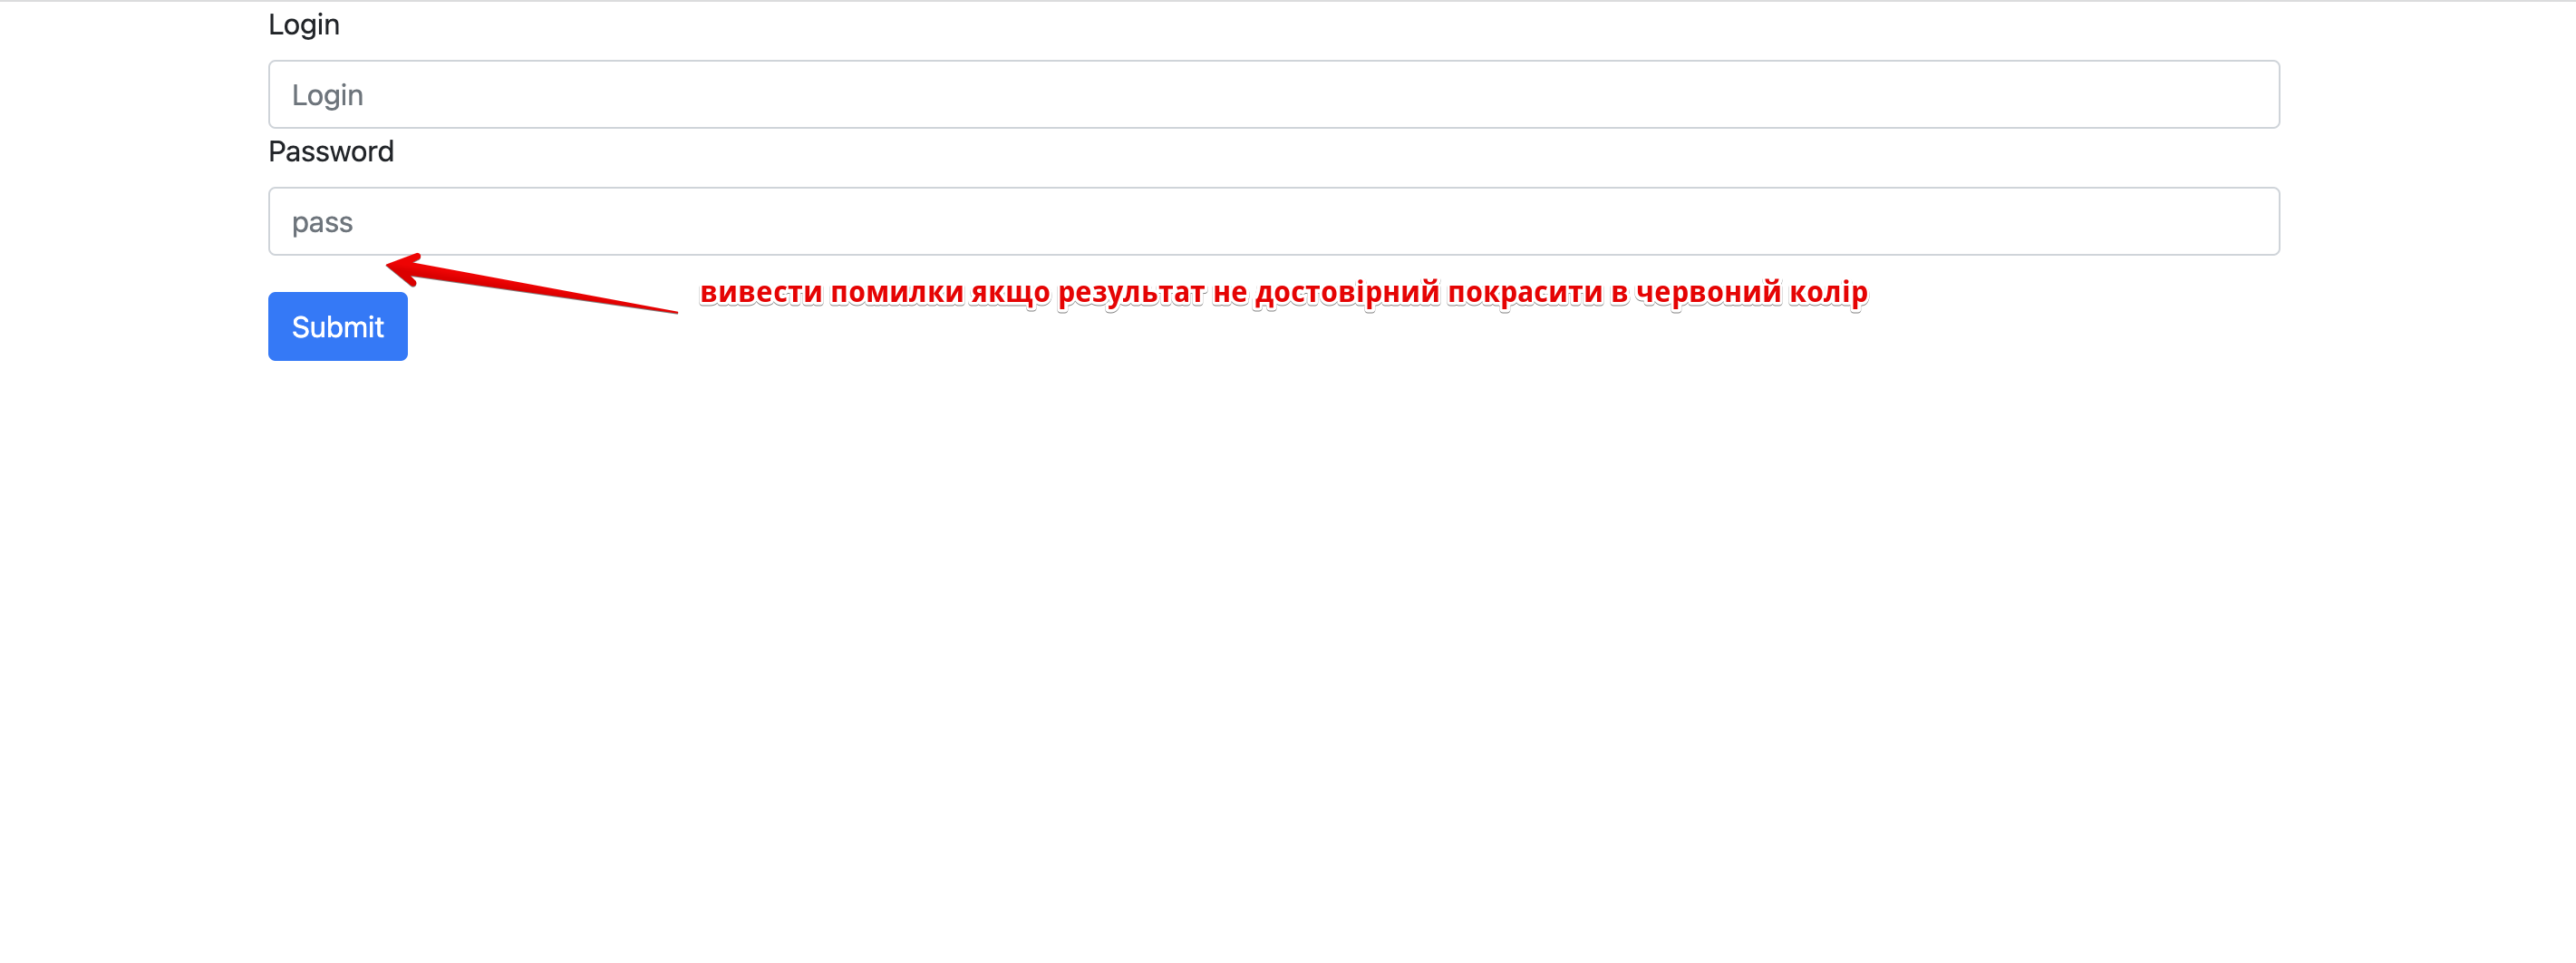 Login
Login
Password
pass
вивести помилки якщо результат не достовірний покрасити в червоний колір
Submit